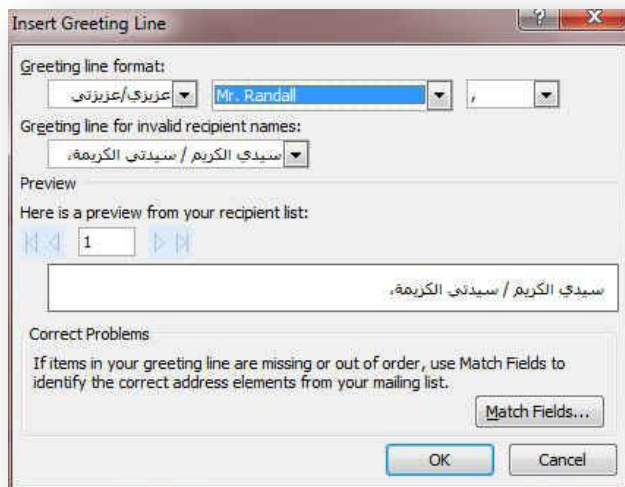 Insert Greeting Line
Greeting line format:
عزيزي/عزيزتي Mr. Randall ,
Greeting line for invalid recipient names:
سيدي الكريم / سيدتي الكريمة،
Preview
Here is a preview from your recipient list:
1
سيدي الكريم / سيدتي الكريمة،
Correct Problems
If items in your greeting line are missing or out of order, use Match Fields to
identify the correct address elements from your mailing list.
Match Fields...
OK Cancel